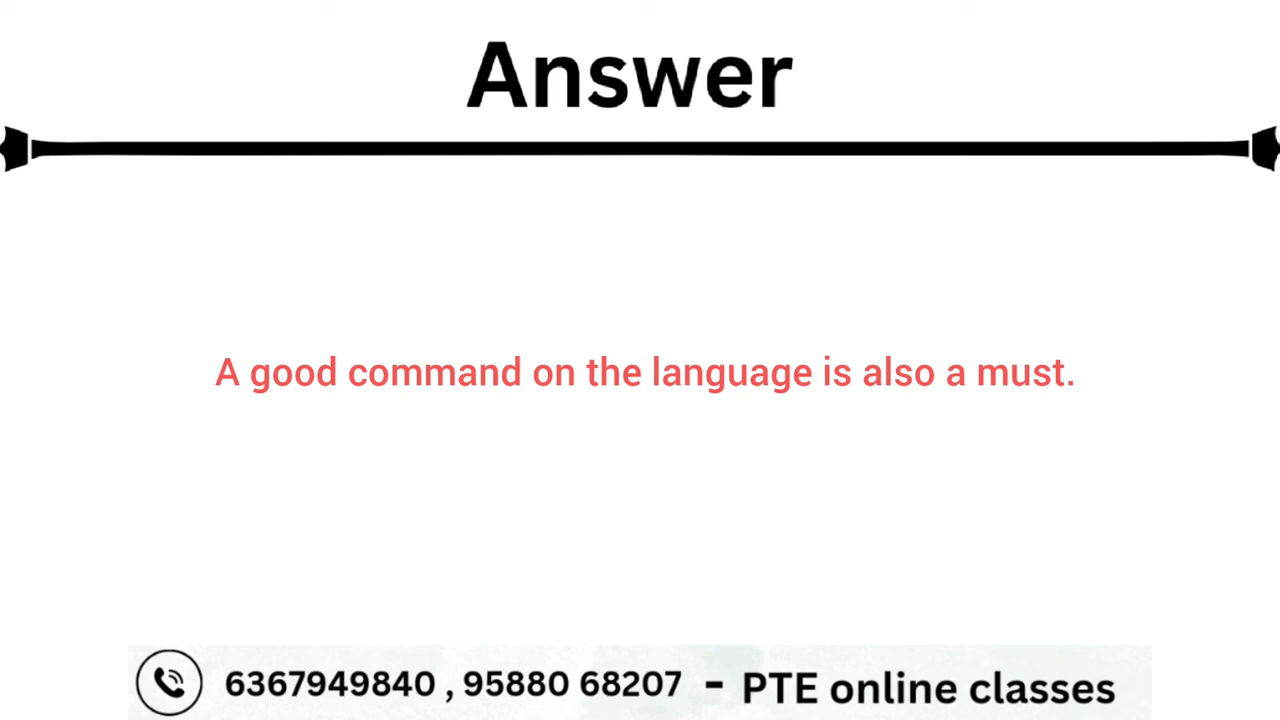 Answer
A good command on the language is also a must.
6367949840 , 95880 68207 - PTE online classes